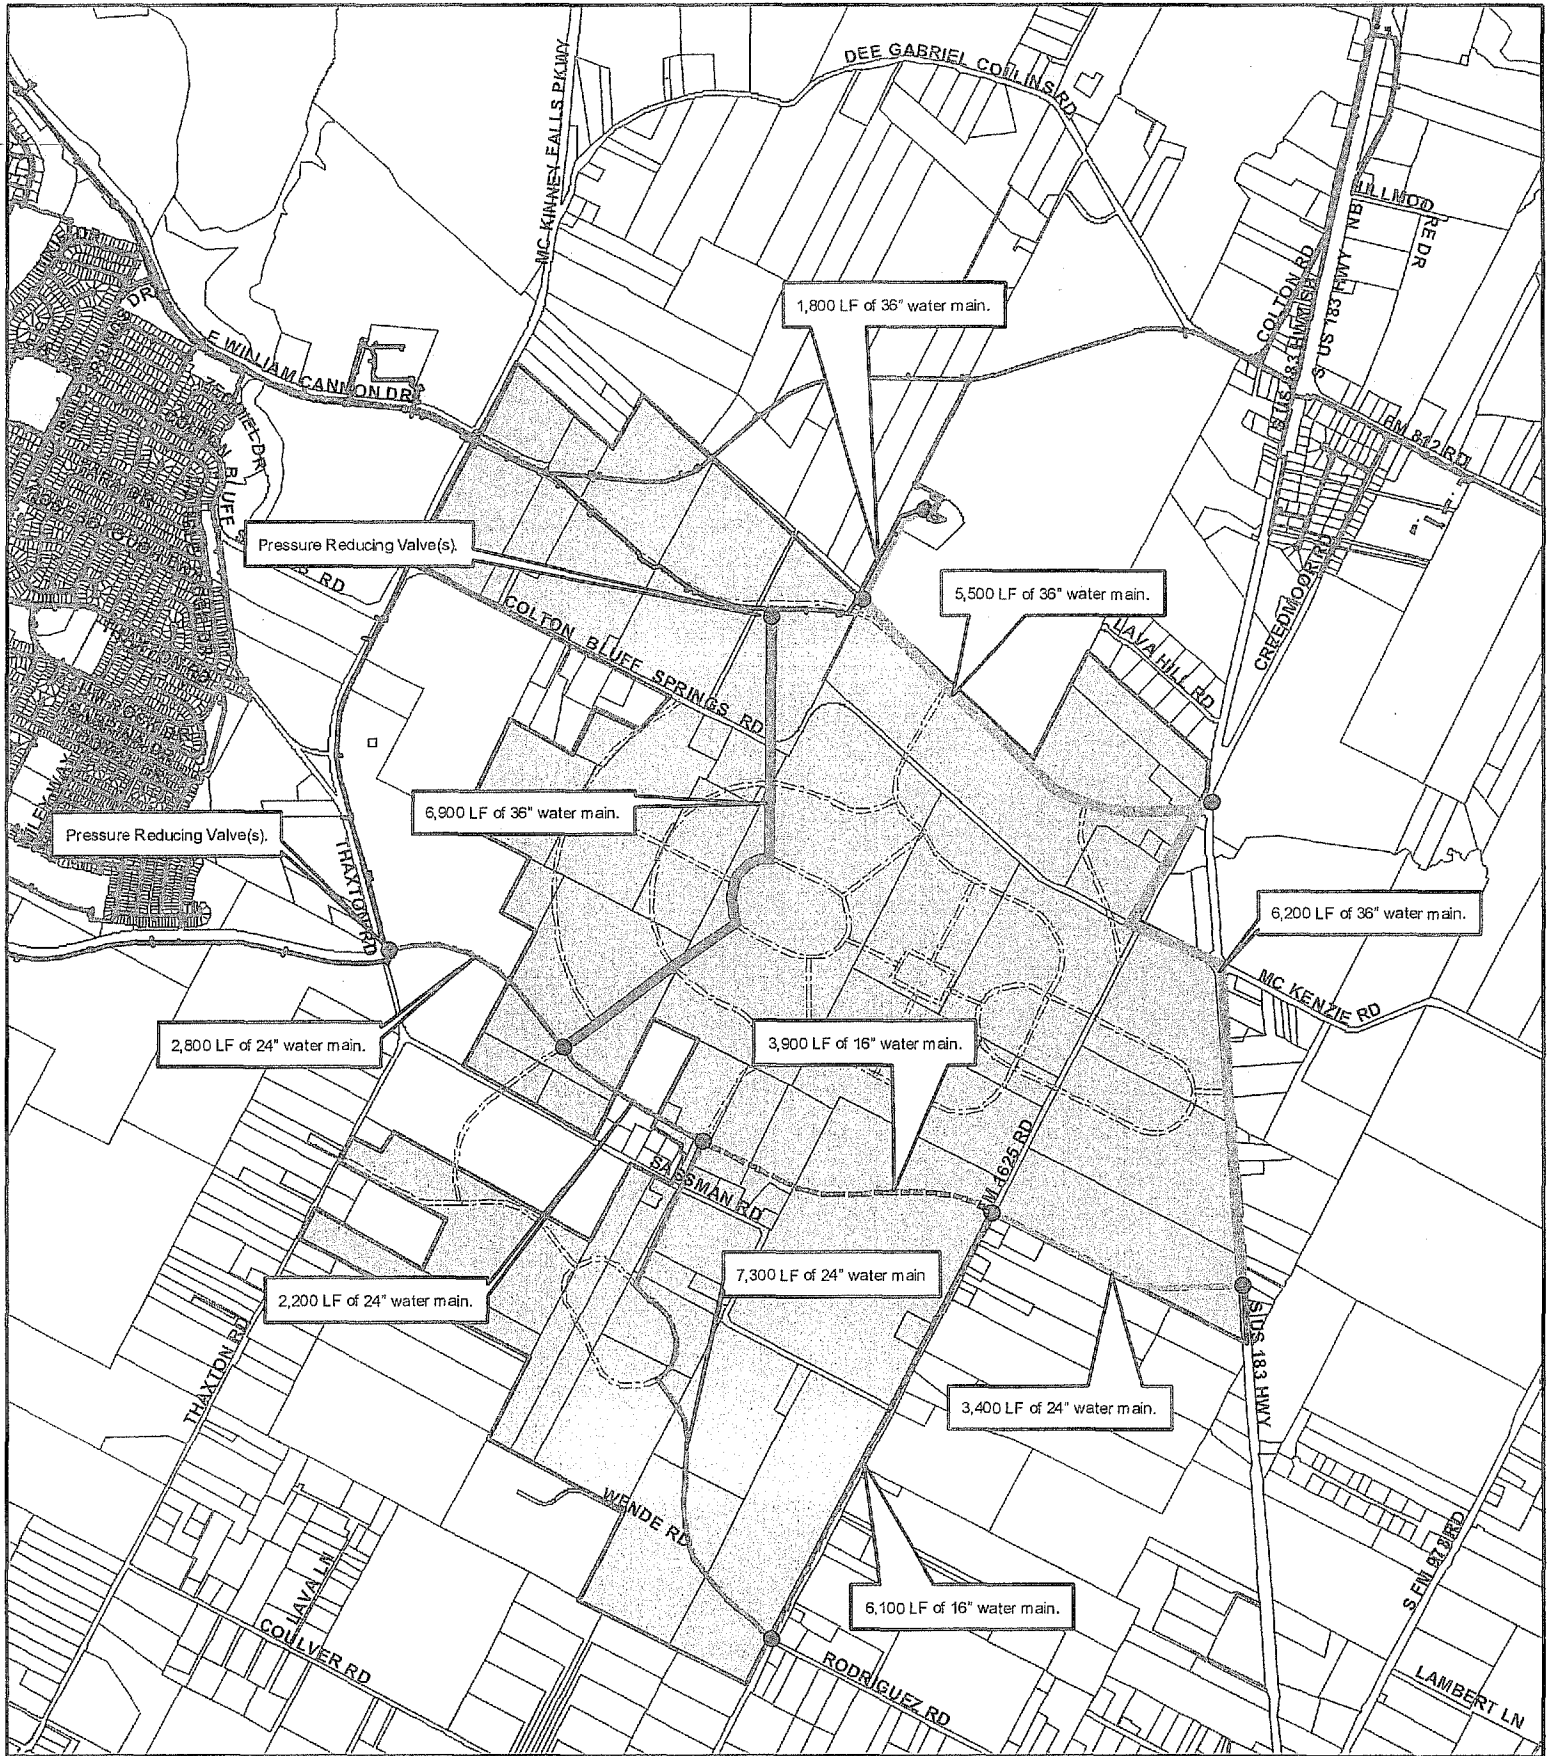 DEE GABRIEL COLLINS RD
MC KINNEY FALLS PKWY
HILLMOO
RE DR
COLTON RD
S US 183 HWY NB
1,800 LF of 36" water main.
E WILLIAM CANNON DR
FM 812 RD
Pressure Reducing Valve(s).
5,500 LF of 36" water main.
COLTON BLUFF SPRINGS RD
LAVA HILL RD
CREEDMOOR RD
6,900 LF of 36" water main.
Pressure Reducing Valve(s).
THAXTON RD
6,200 LF of 36" water main.
MC KENZIE RD
2,800 LF of 24" water main.
3,900 LF of 16" water main.
FM 1625 RD
SASSMAN RD
7,300 LF of 24" water main
2,200 LF of 24" water main.
S US 183 HWY
THAXTON RD
3,400 LF of 24" water main.
WENDE RD
6,100 LF of 16" water main.
LAVA LN
COULVER RD
RODRIGUEZ RD
LAMBERT LN